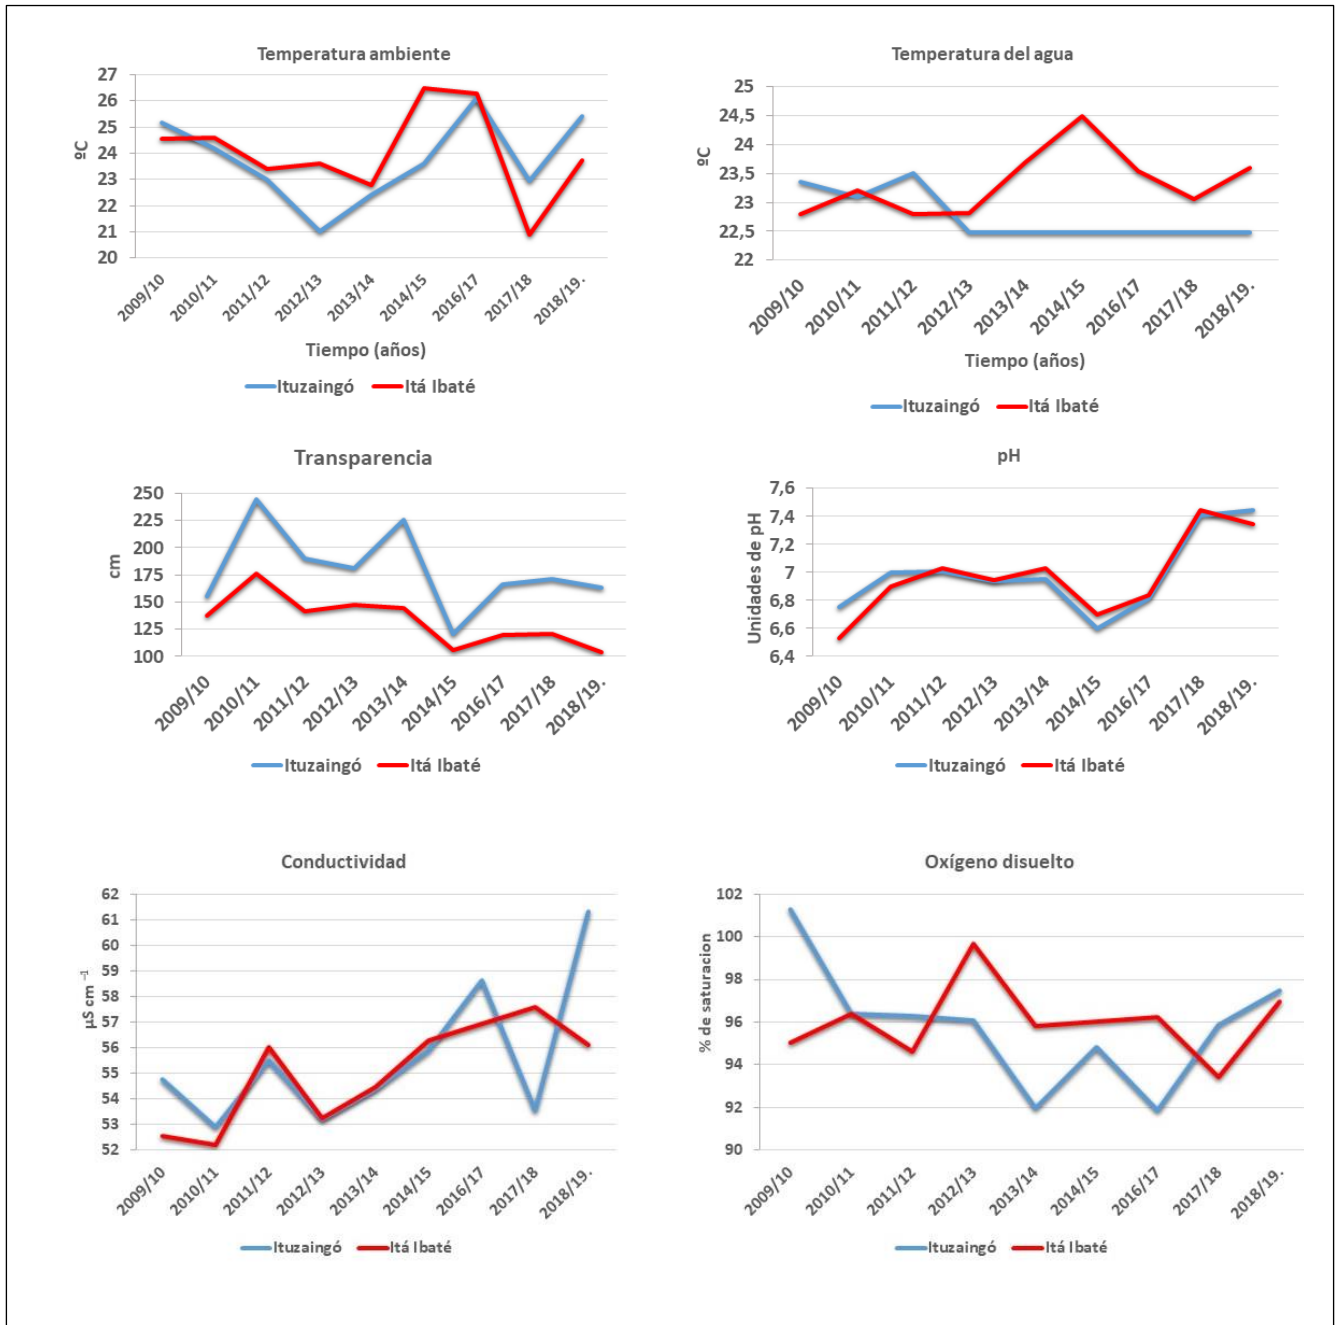 Temperatura ambiente
27
26
25
24
23
22
21
20
ºC
2009/10 2010/11 2011/12 2012/13 2013/14 2014/15 2016/17 2017/18 2018/19.
Tiempo (años)
Ituzaingó Itá Ibaté
Temperatura del agua
25
24,5
24
23,5
23
22,5
22
ºC
2009/10 2010/11 2011/12 2012/13 2013/14 2014/15 2016/17 2017/18 2018/19.
Tiempo (años)
Ituzaingó Itá Ibaté
Transparencia
250
225
200
175
150
125
100
cm
2009/10 2010/11 2011/12 2012/13 2013/14 2014/15 2016/17 2017/18 2018/19.
Ituzaingó Itá Ibaté
pH
7,6
7,4
7,2
7
6,8
6,6
6,4
Unidades de pH
2009/10 2010/11 2011/12 2012/13 2013/14 2014/15 2016/17 2017/18 2018/19.
Ituzaingó Itá Ibaté
Conductividad
62
61
60
59
58
57
56
55
54
53
52
µS cm ⁻¹
2009/10 2010/11 2011/12 2012/13 2013/14 2014/15 2016/17 2017/18 2018/19.
Ituzaingó Itá Ibaté
Oxígeno disuelto
102
100
98
96
94
92
90
% de saturacion
2009/10 2010/11 2011/12 2012/13 2013/14 2014/15 2016/17 2017/18 2018/19.
Ituzaingó Itá Ibaté